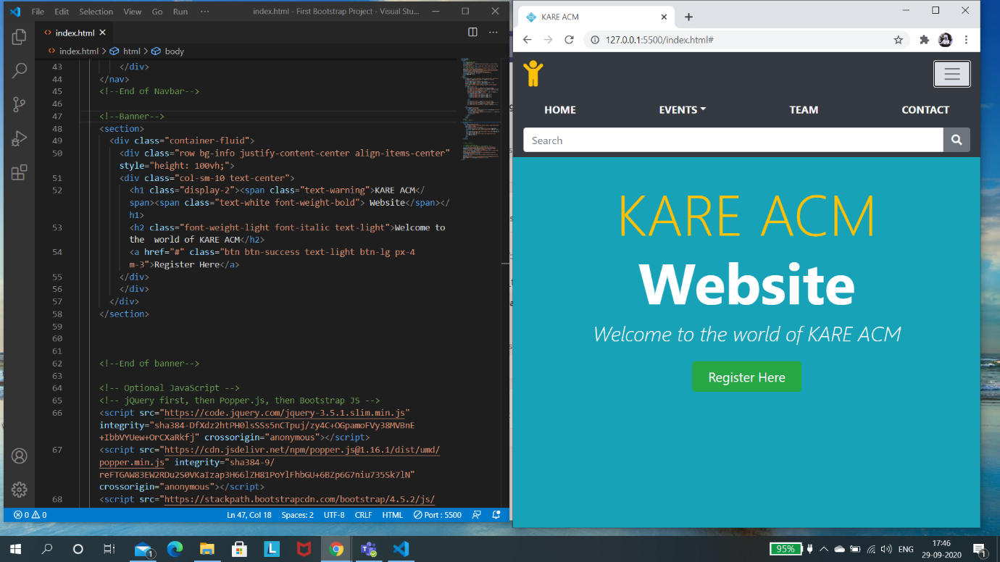 File Edit Selection View Go Run ··· index.html - First Bootstrap Project - Visual Stu...
index.html
index.html > html > body
43 </div>
44 </nav>
45 <!--End of Navbar-->
46
47 <!--Banner-->
48 <section>
49 <div class="container-fluid">
50 <div class="row bg-info justify-content-center align-items-center"
style="height: 100vh;">
51 <div class="col-sm-10 text-center">
52 <h1 class="display-2"><span class="text-warning">KARE ACM</
span><span class="text-white font-weight-bold"> Website</span></
h1>
53 <h2 class="font-weight-light font-italic text-light">Welcome to
the  world of KARE ACM</h2>
54 <a href="#" class="btn btn-success text-light btn-lg px-4
m-3">Register Here</a>
55 </div>
56 </div>
57 </div>
58 </section>
59
60
61
62 <!--End of banner-->
63
64 <!-- Optional JavaScript -->
65 <!-- jQuery first, then Popper.js, then Bootstrap JS -->
66 <script src="https://code.jquery.com/jquery-3.5.1.slim.min.js"
integrity="sha384-DfXdz2htPH0lsSSs5nCTpuj/zy4C+OGpamoFVy38MVBnE
+IbbVYUew+OrCXaRkfj" crossorigin="anonymous"></script>
67 <script src="https://cdn.jsdelivr.net/npm/popper.js@1.16.1/dist/umd/
popper.min.js" integrity="sha384-9/
reFTGAW83EW2RDu2S0VKaIzap3H66lZH81PoYlFhbGU+6BZp6G7niu735Sk7lN"
crossorigin="anonymous"></script>
68 <script src="https://stackpath.bootstrapcdn.com/bootstrap/4.5.2/js/
0 0 Ln 47, Col 18 Spaces: 2 UTF-8 CRLF HTML Port : 5500
KARE ACM
127.0.0.1:5500/index.html#
HOME EVENTS TEAM CONTACT
Search
KARE ACM
Website
Welcome to the world of KARE ACM
Register Here
1 L 95% ENG 17:46
29-09-2020 1